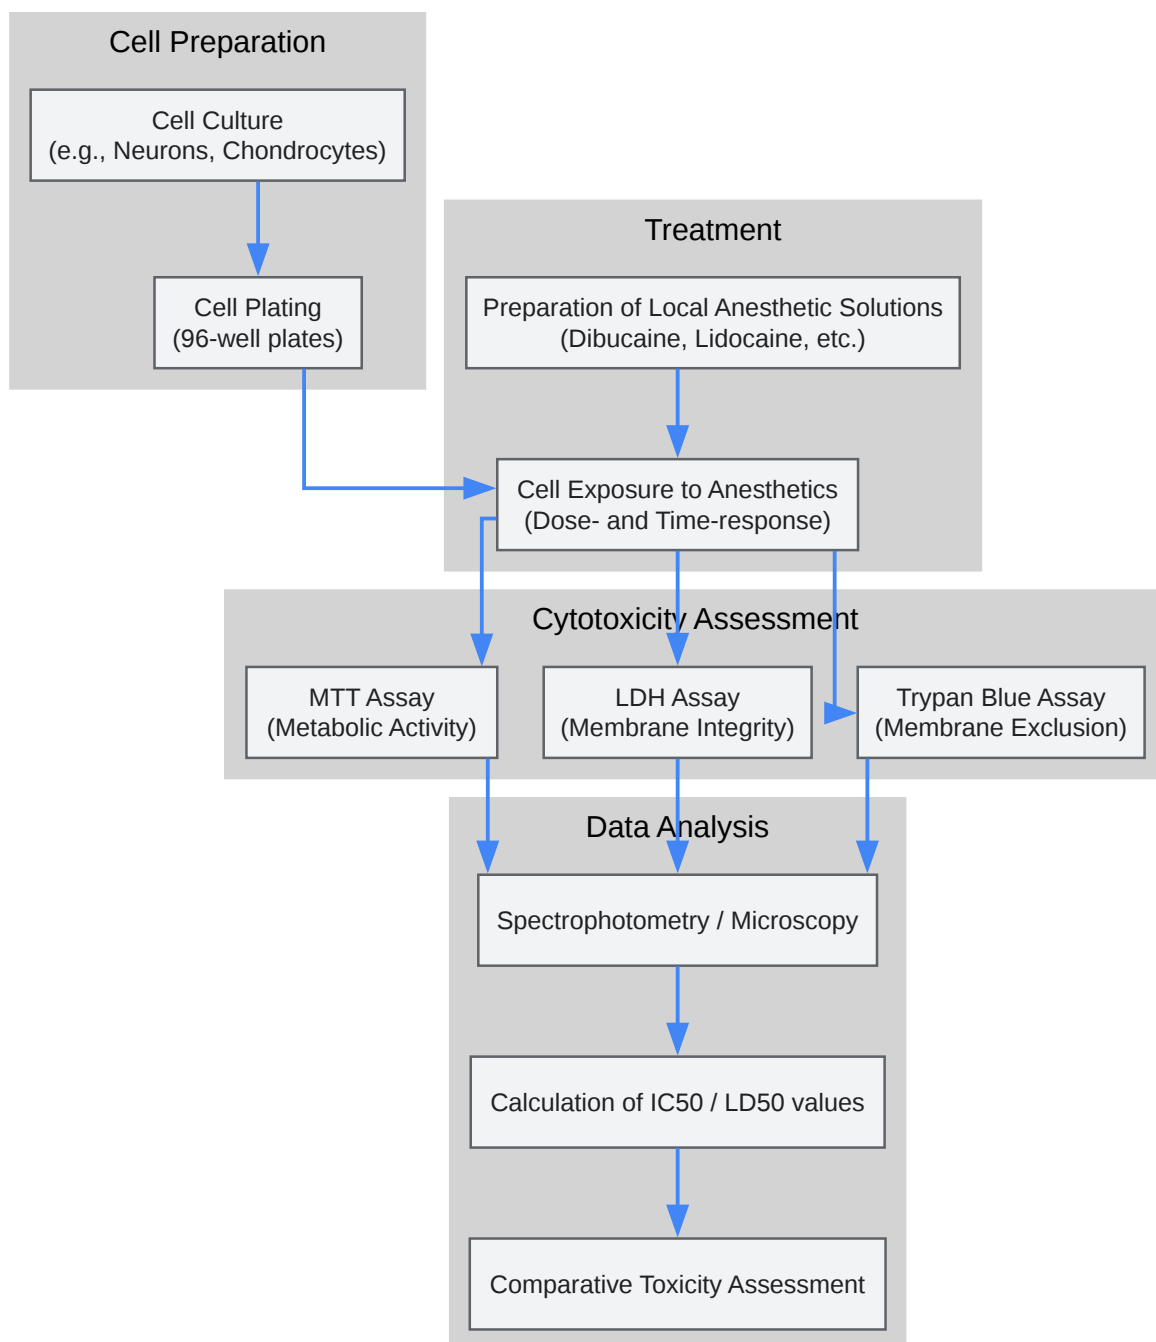 Cell Preparation
Cell Culture
(e.g., Neurons, Chondrocytes)
Cell Plating
(96-well plates)
Treatment
Preparation of Local Anesthetic Solutions
(Dibucaine, Lidocaine, etc.)
Cell Exposure to Anesthetics
(Dose- and Time-response)
Cytotoxicity Assessment
MTT Assay
(Metabolic Activity)
LDH Assay
(Membrane Integrity)
Trypan Blue Assay
(Membrane Exclusion)
Data Analysis
Spectrophotometry / Microscopy
Calculation of IC50 / LD50 values
Comparative Toxicity Assessment